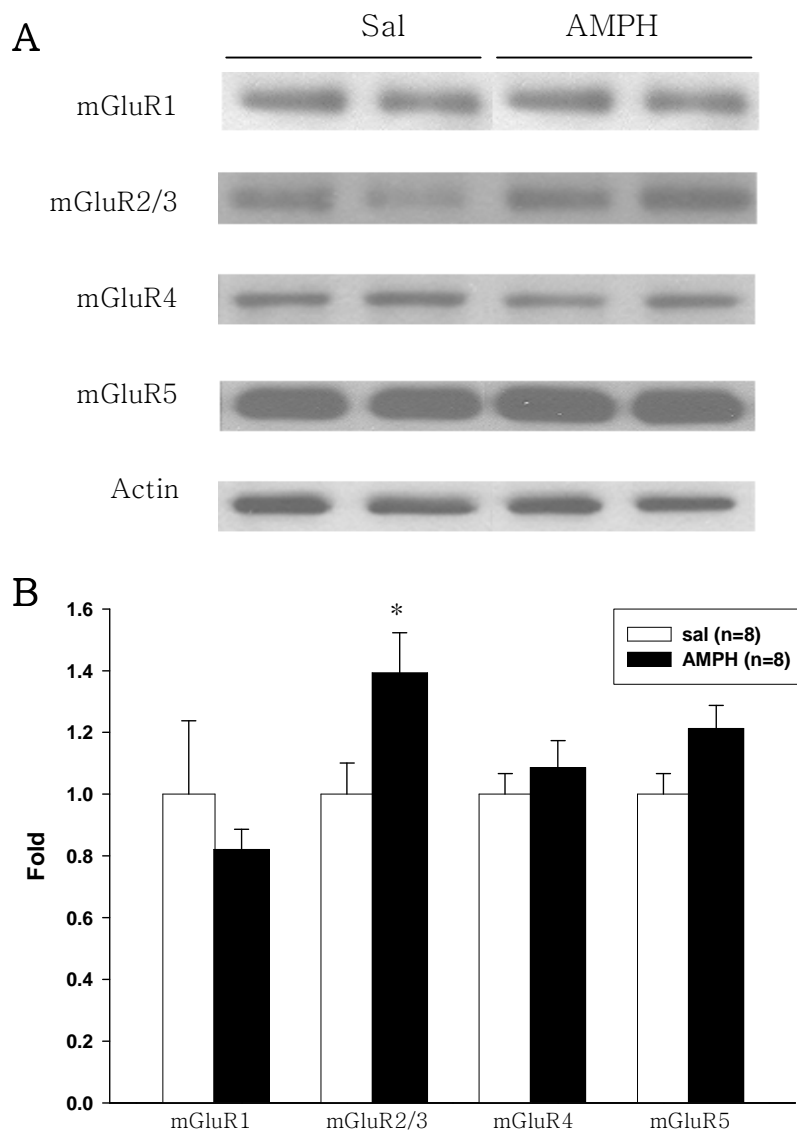 A
Sal AMPH
mGluR1
mGluR2/3
mGluR4
mGluR5
Actin
B
*
1.6
1.4
1.2
1.0
0.8
0.6
0.4
0.2
0.0
Fold
sal (n=8)
AMPH (n=8)
mGluR1 mGluR2/3 mGluR4 mGluR5